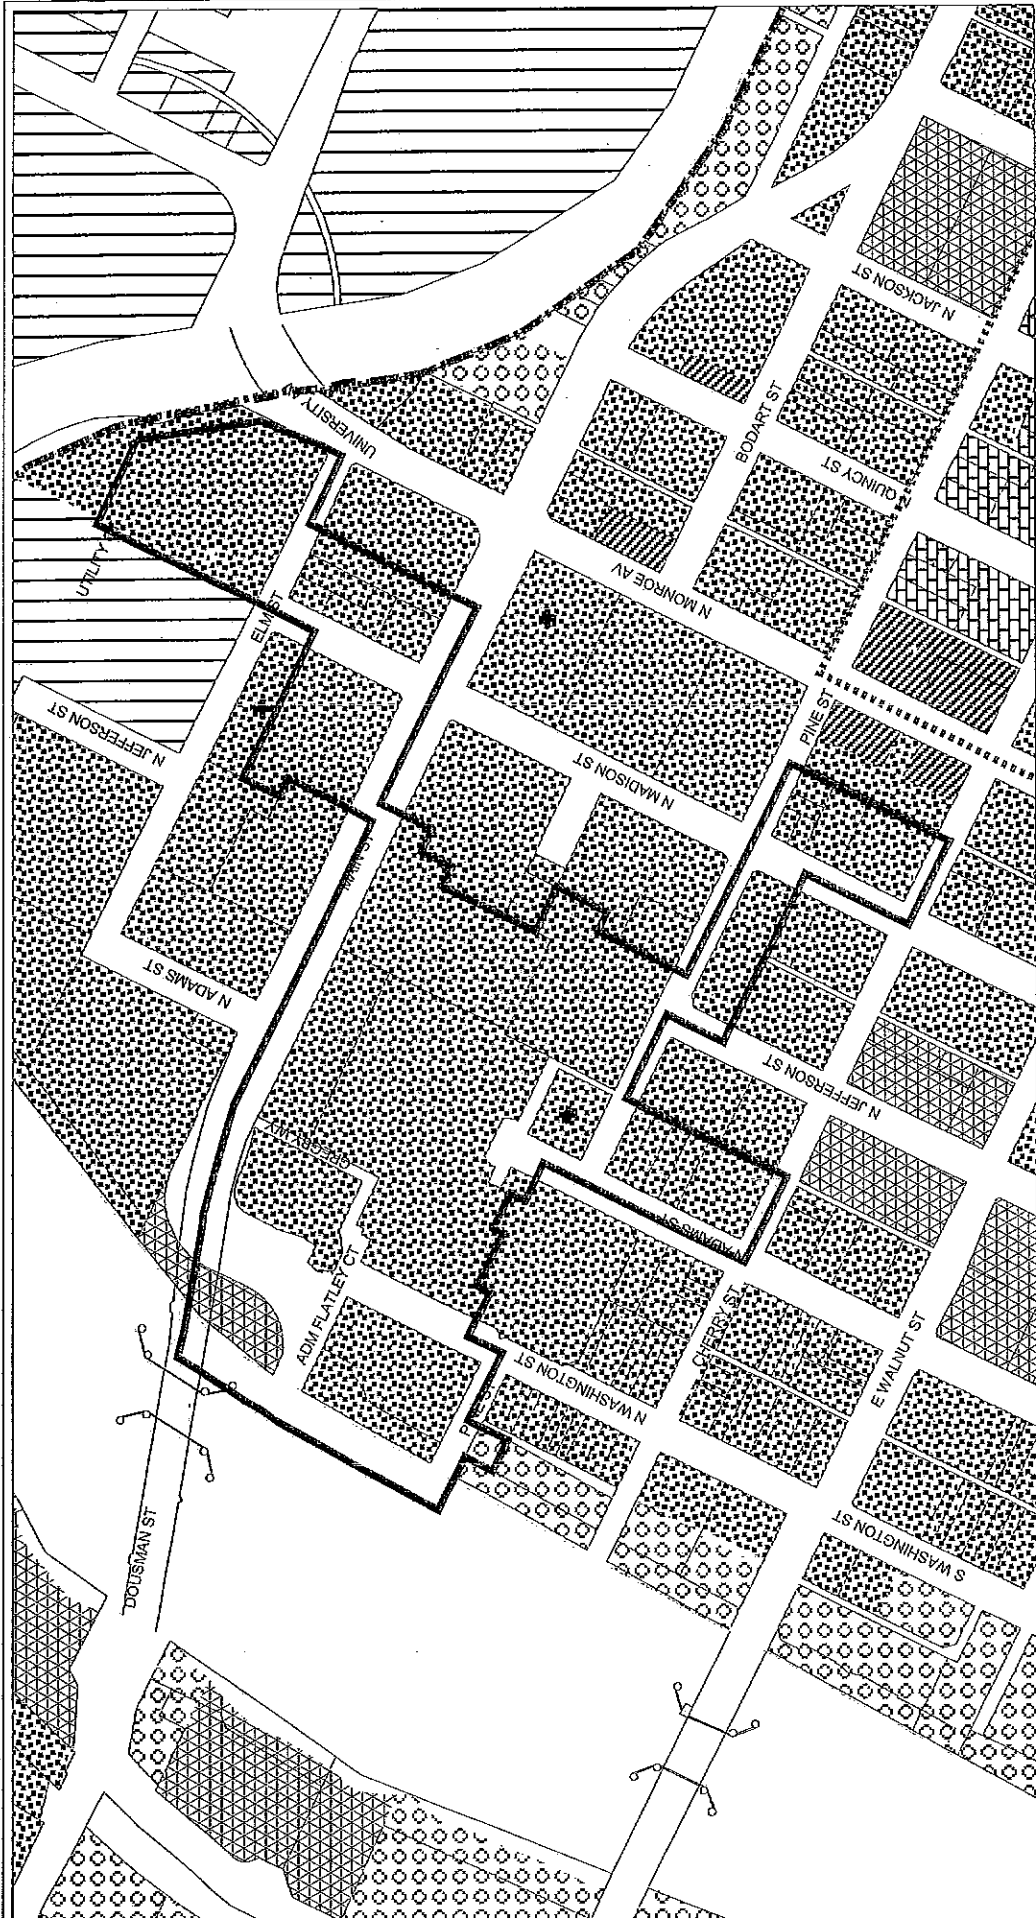 N JACKSON ST
UNIVERSITY
BODART ST
QUINCY ST
UTILITY
ELM ST
N MONROE AV
N JEFFERSON ST
PINE ST
N MADISON ST
MAIN ST
N ADAMS ST
N JEFFERSON ST
GREGBY WY
N ADAMS ST
ADM FLATLEY CT
CHERRY ST
E WALNUT ST
N WASHINGTON ST
S WASHINGTON ST
DOUSMAN ST